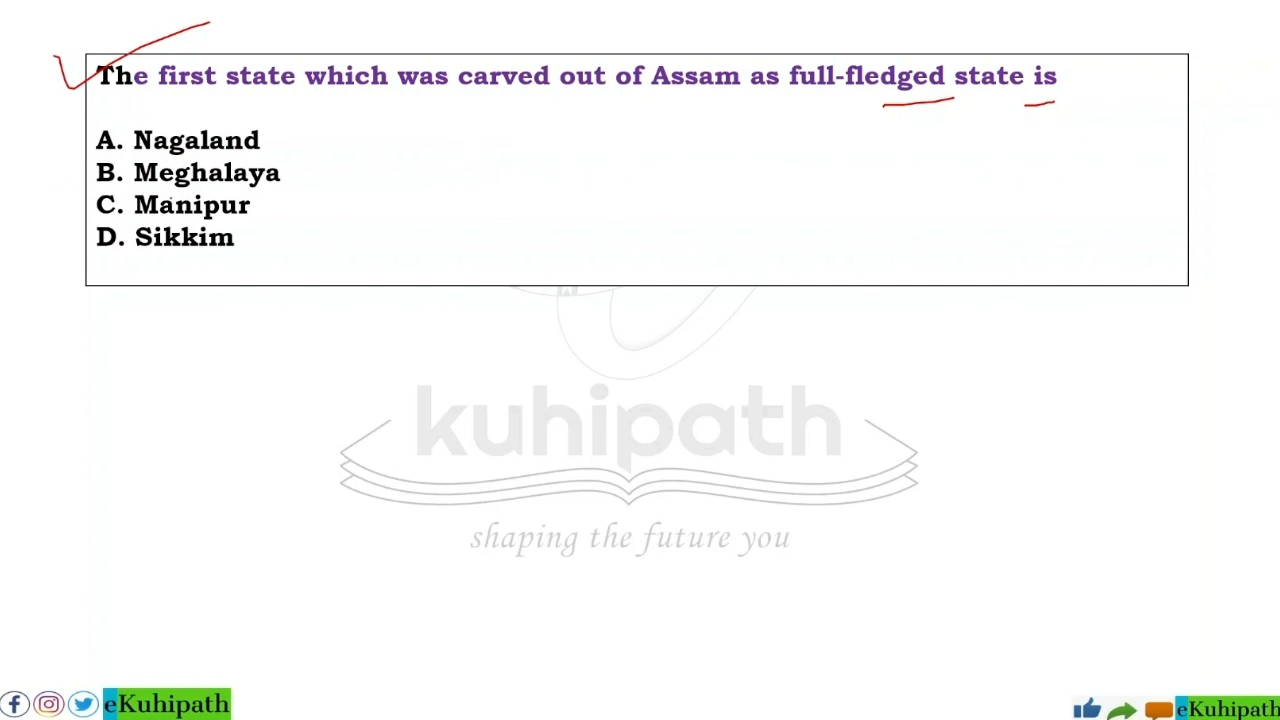 The first state which was carved out of Assam as full-fledged state is
A. Nagaland
B. Meghalaya
C. Manipur
D. Sikkim
kuhipath
shaping the future you
eKuhipath
eKuhipath